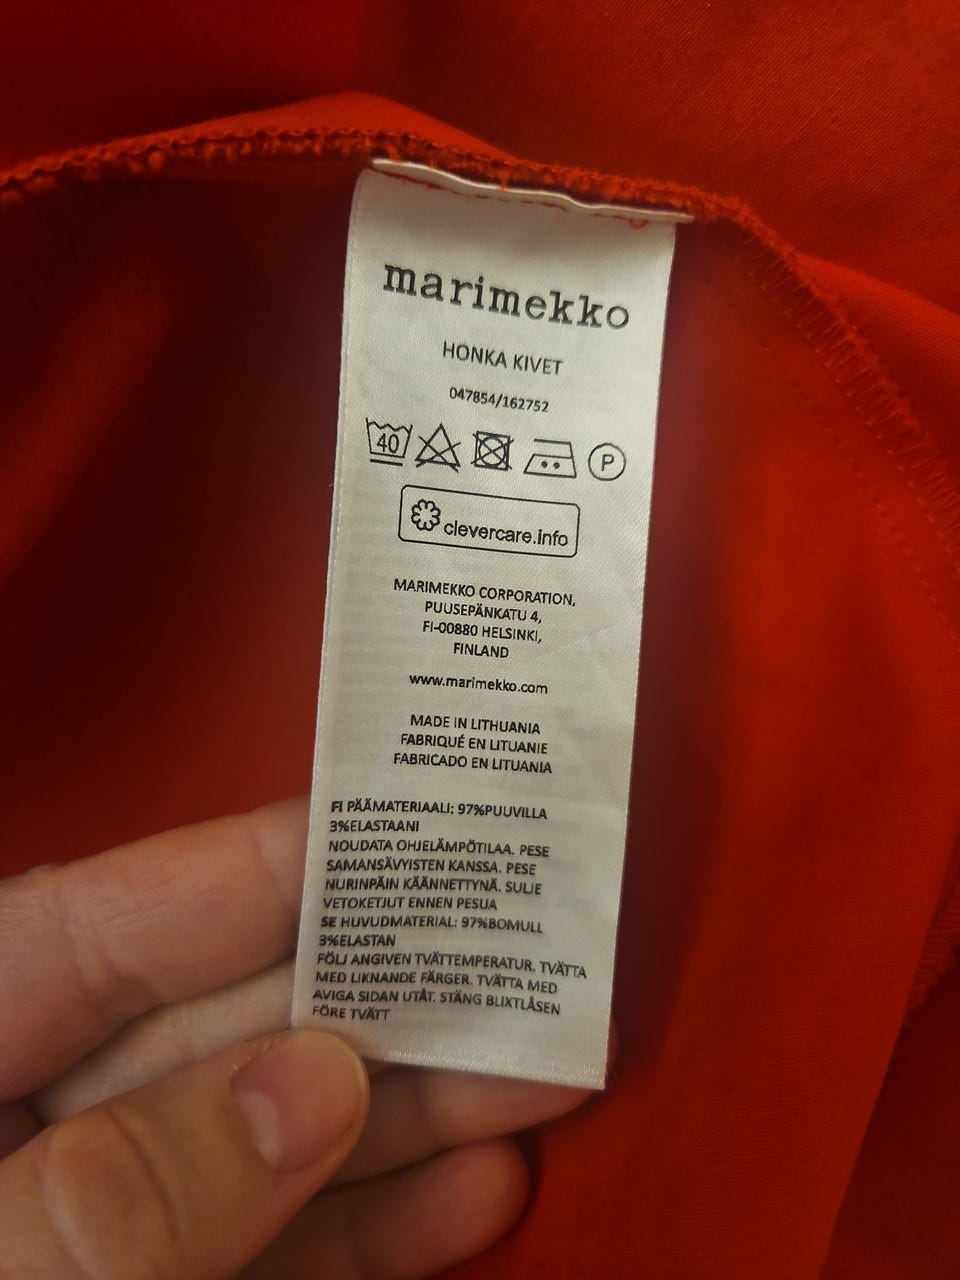 marimekko
HONKA KIVET
047854/162752
40 P
clevercare.info
MARIMEKKO CORPORATION,
PUUSEPÄNKATU 4,
FI-00880 HELSINKI,
FINLAND
www.marimekko.com
MADE IN LITHUANIA
FABRIQUÉ EN LITUANIE
FABRICADO EN LITUANIA
FI PÄÄMATERIAALI: 97%PUUVILLA
3%ELASTAANI
NOUDATA OHJELÄMPÖTILAA. PESE
SAMANSÄVYISTEN KANSSA. PESE
NURINPÄIN KÄÄNNETTYNÄ. SULJE
VETOKETJUT ENNEN PESUA
SE HUVUDMATERIAL: 97%BOMULL
3%ELASTAN
FÖLJ ANGIVEN TVÄTTEMPERATUR. TVÄTTA
MED LIKNANDE FÄRGER. TVÄTTA MED
AVIGA SIDAN UTÅT. STÄNG BLIXTLÅSEN
FÖRE TVÄTT